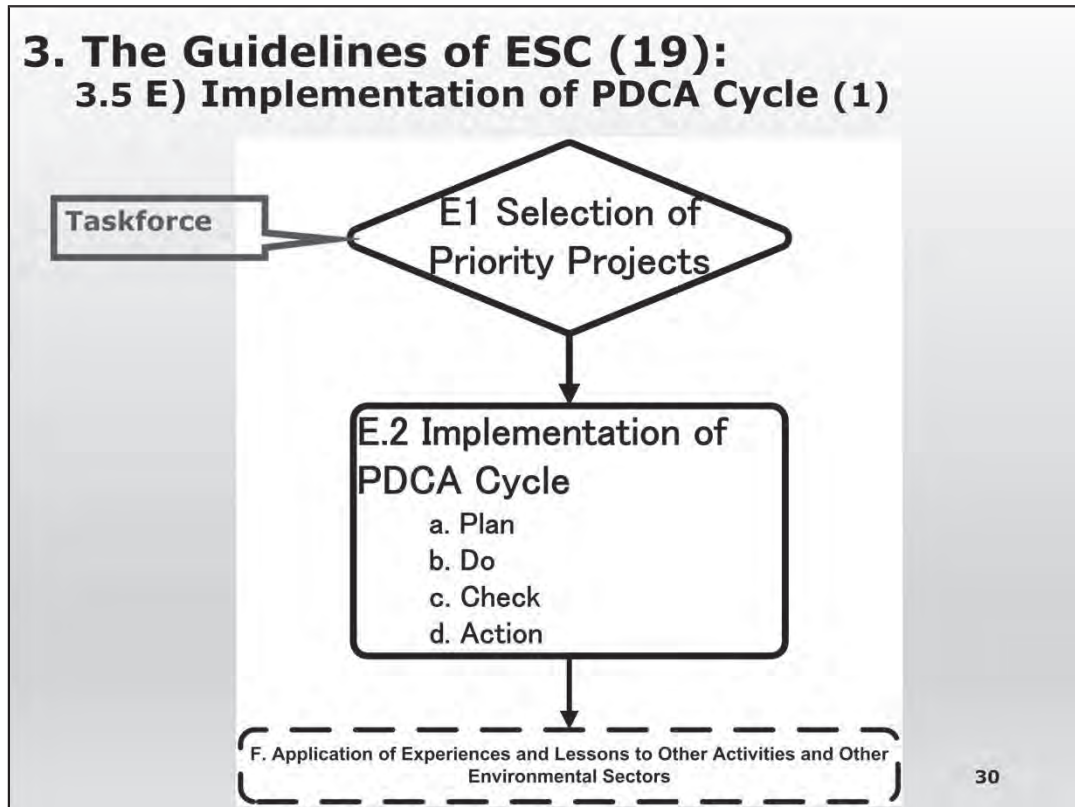 3. The Guidelines of ESC (19):
3.5 E) Implementation of PDCA Cycle (1)
Taskforce
E1 Selection of
Priority Projects
E.2 Implementation of
PDCA Cycle
a. Plan
b. Do
c. Check
d. Action
F. Application of Experiences and Lessons to Other Activities and Other
Environmental Sectors
30